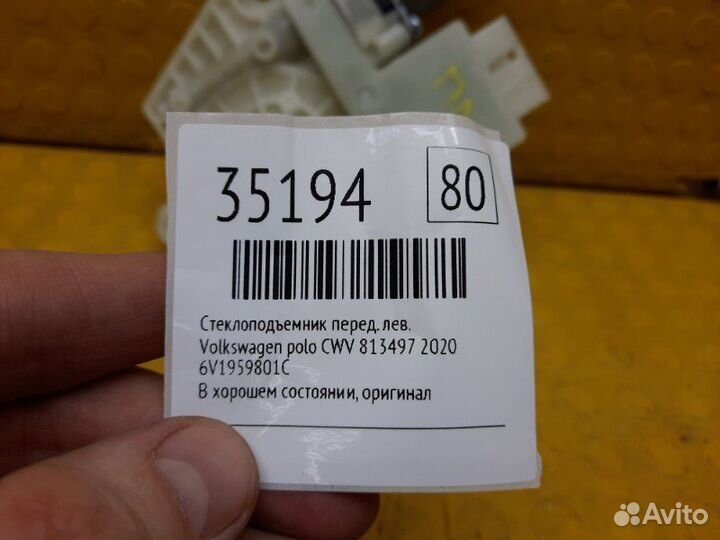 35194
80
Стеклоподъемник перед. лев.
Volkswagen polo CWV 813497 2020
6V1959801C
В хорошем состоянии, оригинал
Avito